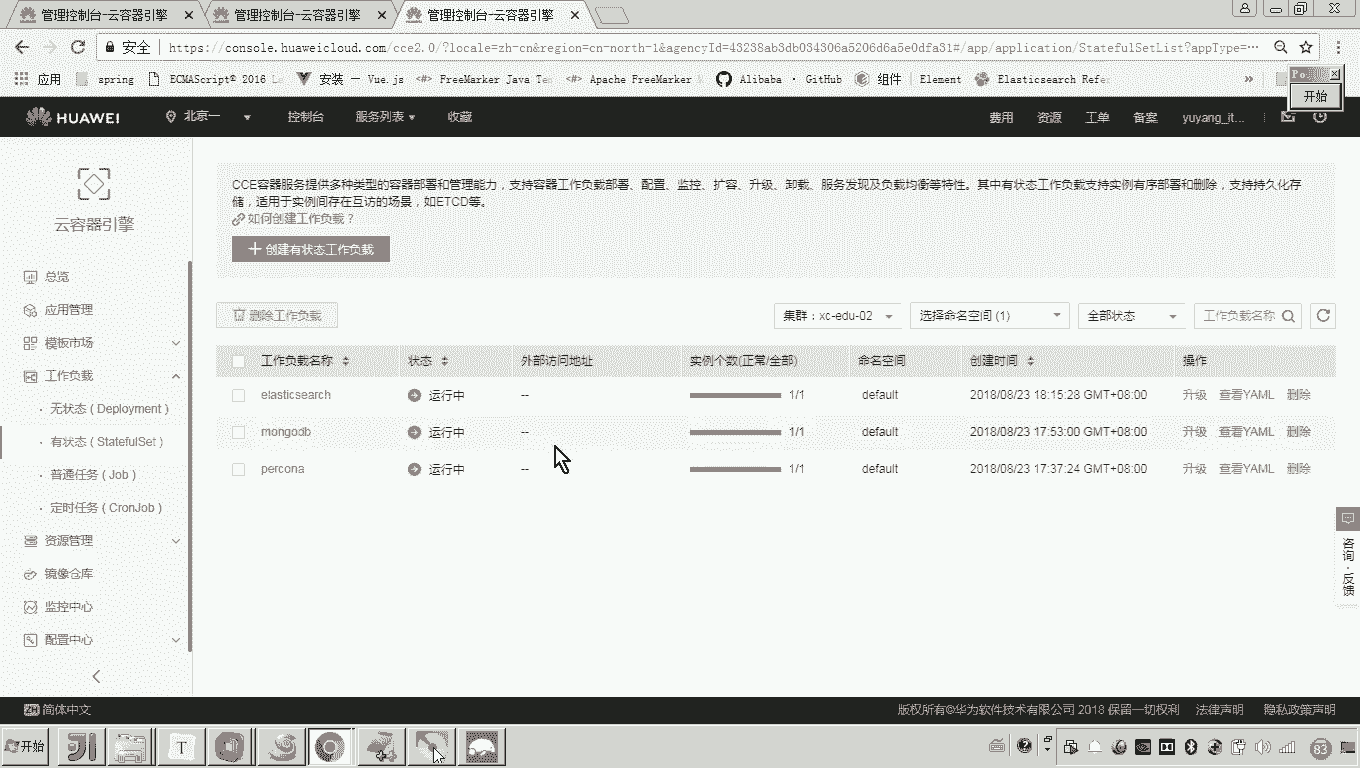 管理控制台-云容器引擎
管理控制台-云容器引擎
管理控制台-云容器引擎
安全
https://console.huaweicloud.com/cce2.0/?locale=zh-cn&region=cn-north-1&agencyId=43238ab3db034306a5206d6a5e0dfa31#/app/application/StatefulSetList?appType=…
应用 spring ECMAScript® 2016 La 安装 — Vue.js FreeMarker Java Te Apache FreeMarker Alibaba · GitHub 组件 Element Elasticsearch Refe »
开始
HUAWEI 北京一 控制台 服务列表 收藏 费用 资源 工单 备案 yuyang_it...
云容器引擎
总览
应用管理
模板市场
工作负载
· 无状态 ( Deployment )
· 有状态 ( StatefulSet )
· 普通任务 ( Job )
· 定时任务 ( CronJob )
资源管理
镜像仓库
监控中心
配置中心
CCE容器服务提供多种类型的容器部署和管理能力，支持容器工作负载部署、配置、监控、扩容、升级、卸载、服务发现及负载均衡等特性。其中有状态工作负载支持实例有序部署和删除，支持持久化存
储，适用于实例间存在互访的场景，如ETCD等。
如何创建工作负载？
创建有状态工作负载
删除工作负载 集群：xc-edu-02 选择命名空间 (1) 全部状态 工作负载名称
工作负载名称 状态 外部访问地址 实例个数(正常/全部) 命名空间 创建时间 操作
elasticsearch 运行中 -- 1/1 default 2018/08/23 18:15:28 GMT+08:00 升级 查看YAML 删除
mongodb 运行中 -- 1/1 default 2018/08/23 17:53:00 GMT+08:00 升级 查看YAML 删除
percona 运行中 -- 1/1 default 2018/08/23 17:37:24 GMT+08:00 升级 查看YAML 删除
咨询·反馈
ZH 简体中文
版权所有©华为软件技术有限公司 2018 保留一切权利 法律声明 隐私政策声明
开始
T
83